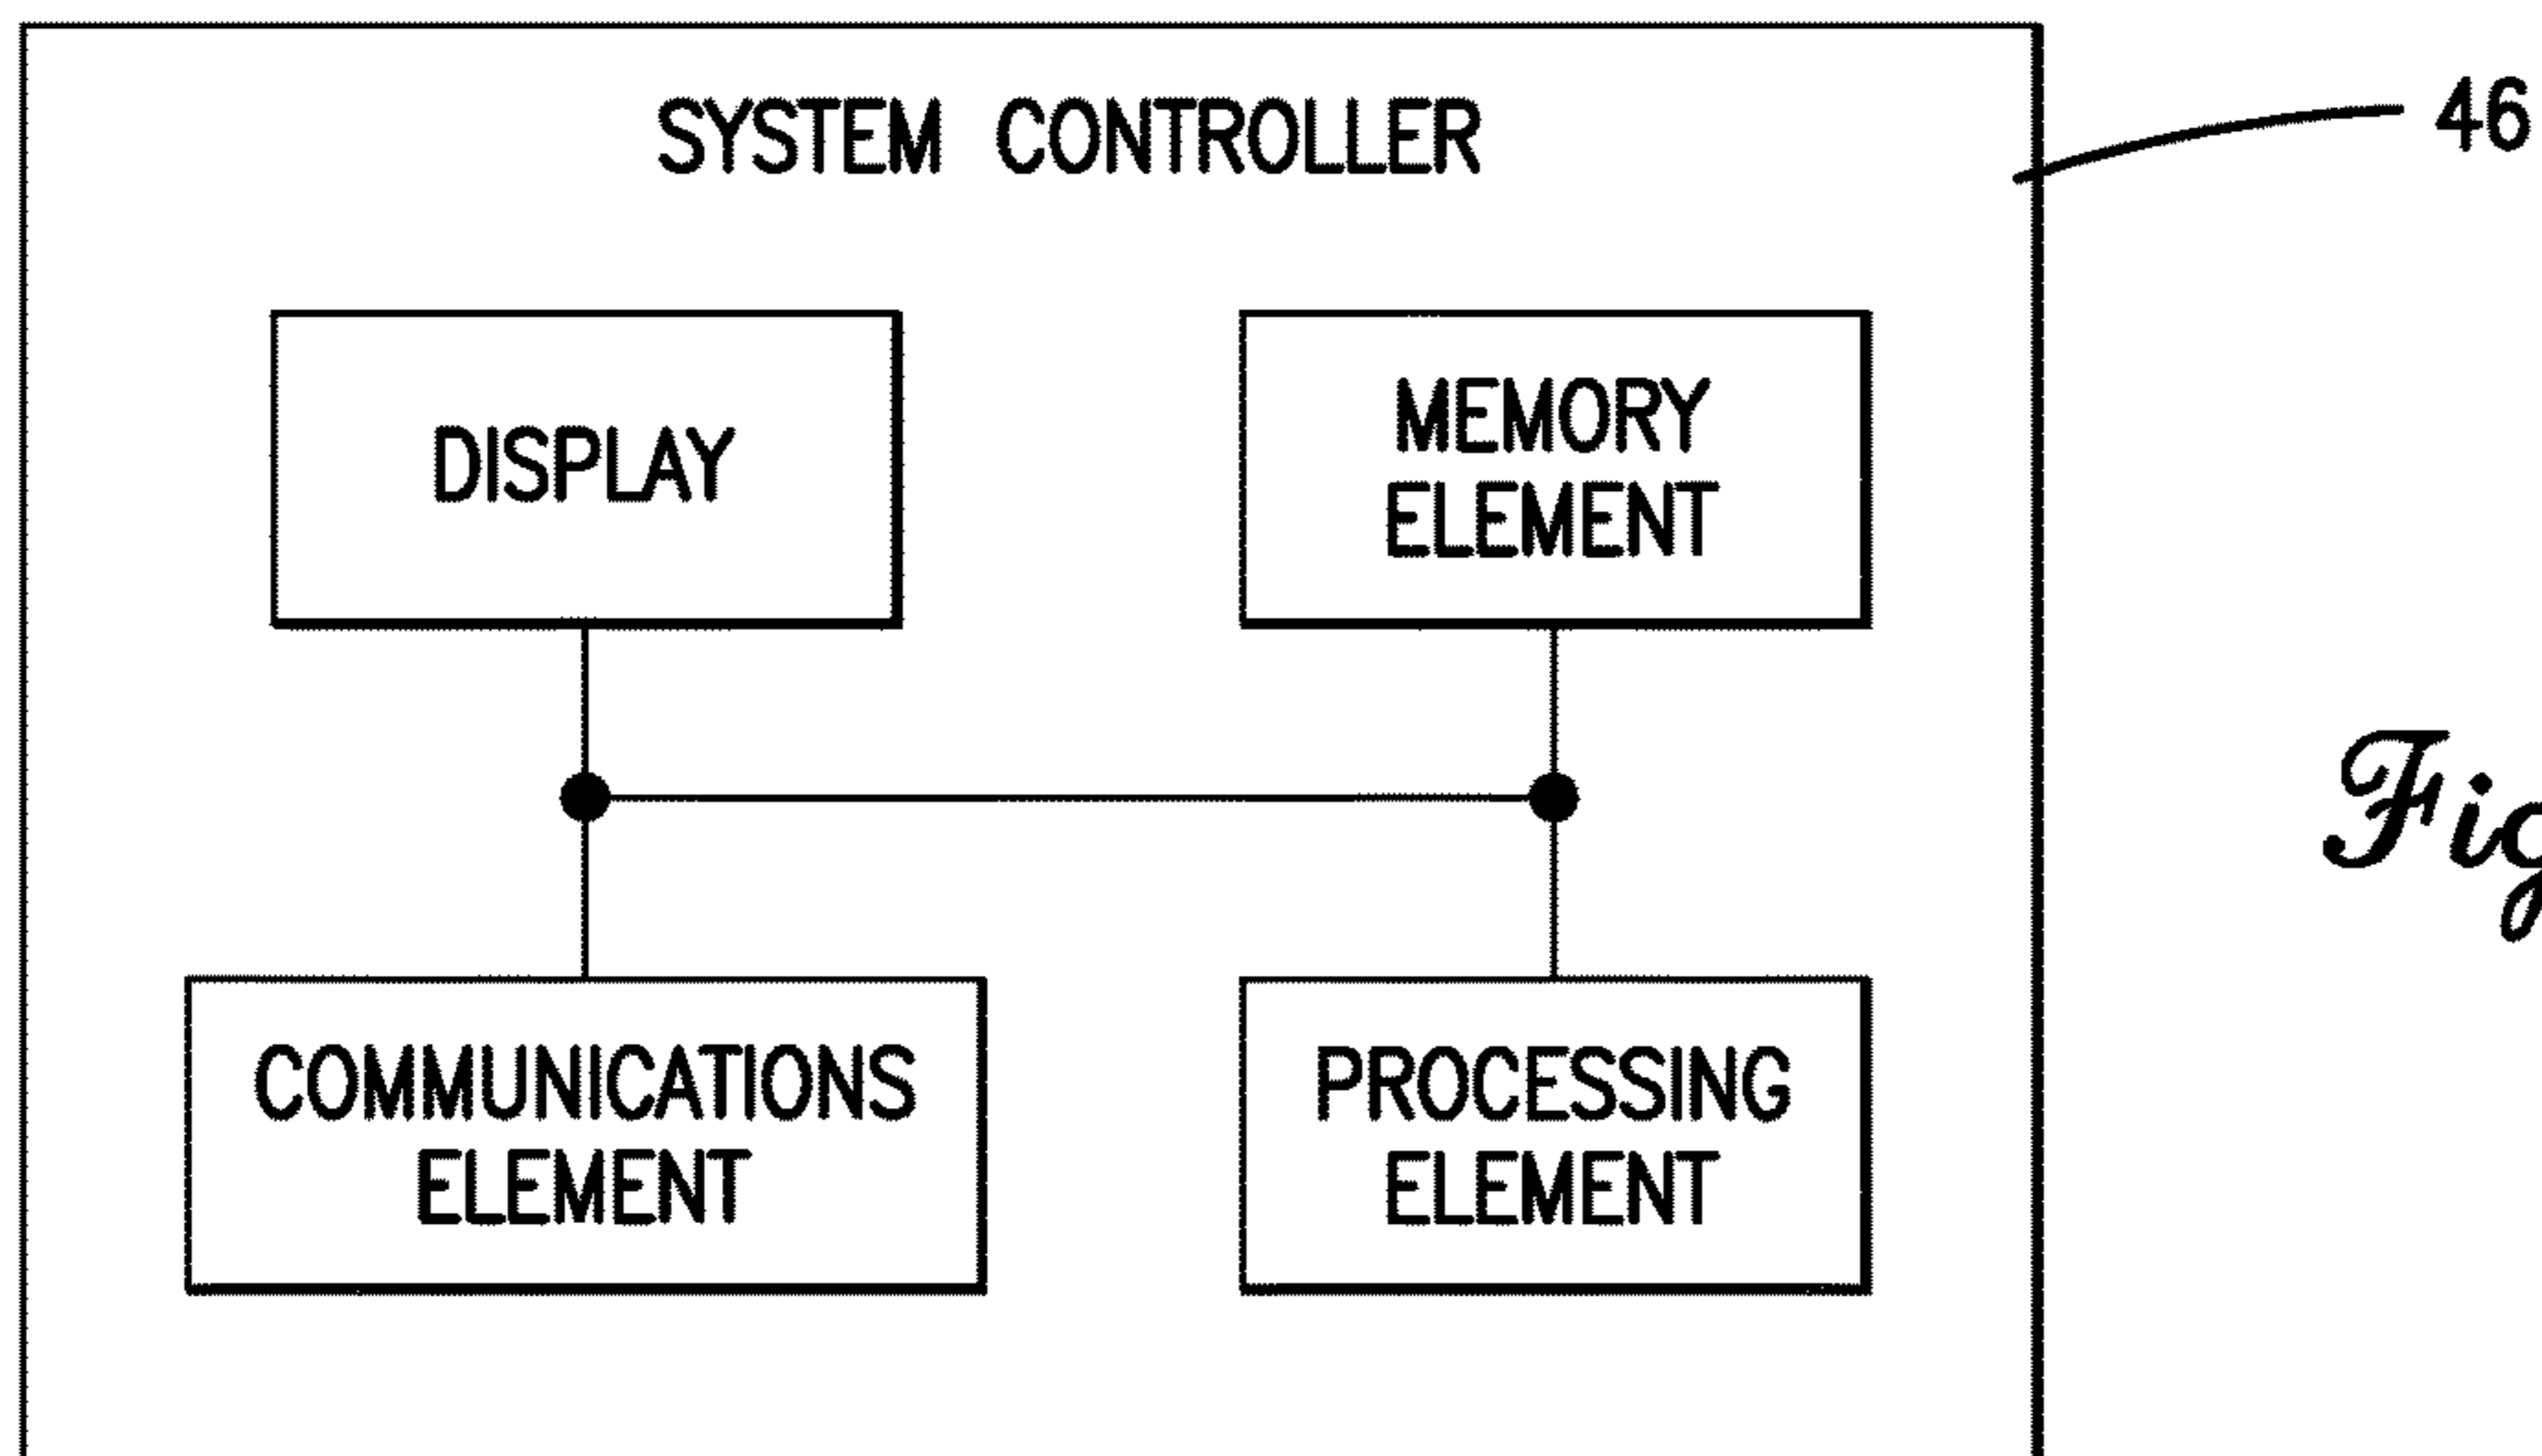 SYSTEM CONTROLLER
46
DISPLAY
MEMORY
ELEMENT
COMMUNICATIONS
ELEMENT
PROCESSING
ELEMENT